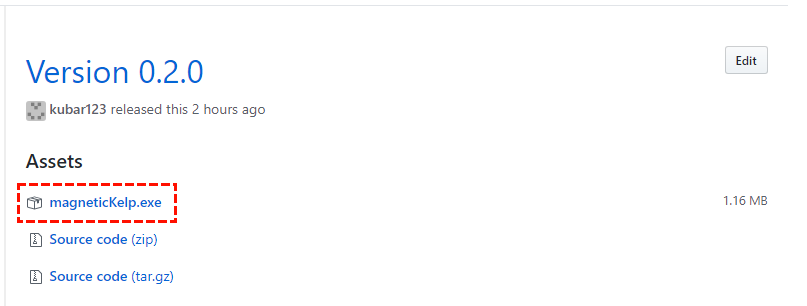 Version 0.2.0
Edit
kubar123 released this 2 hours ago
Assets
magneticKelp.exe
1.16 MB
Source code (zip)
Source code (tar.gz)